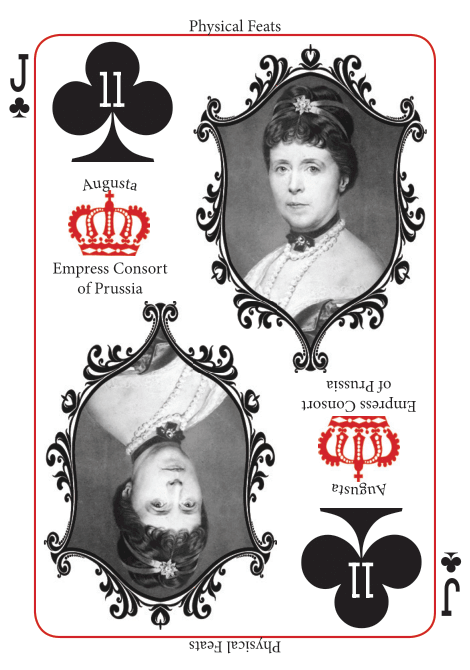 Physical Feats
J
11
Augusta
Empress Consort
of Prussia
Empress Consort
of Prussia
Augusta
11
J
Physical Feats